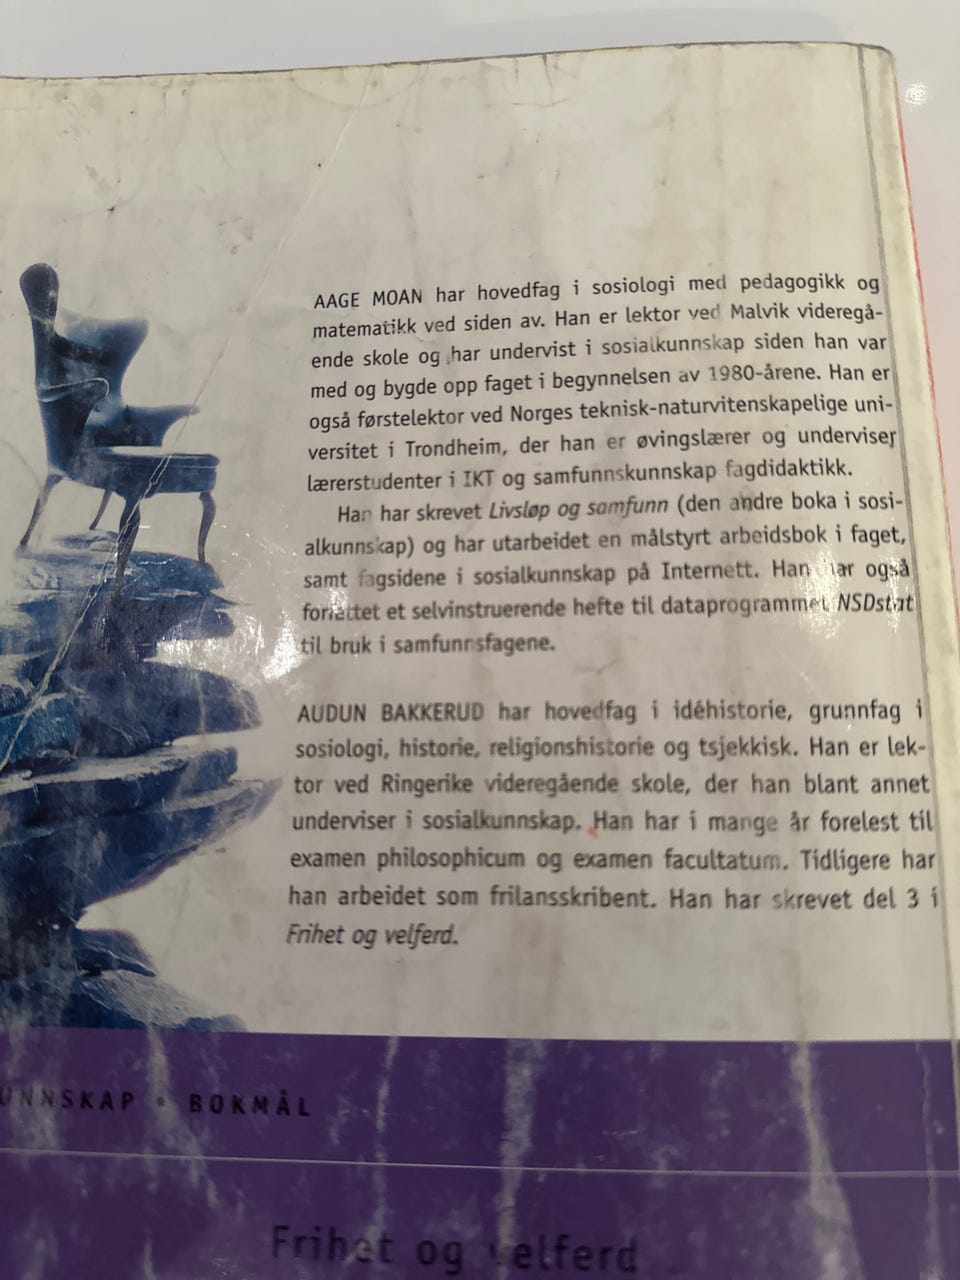 AAGE MOAN har hovedfag i sosiologi med pedagogikk og
matematikk ved siden av. Han er lektor ved Malvik videregå-
ende skole og har undervist i sosialkunnskap siden han var
med og bygde opp faget i begynnelsen av 1980-årene. Han er
også førstelektor ved Norges teknisk-naturvitenskapelige uni-
versitet i Trondheim, der han er øvingslærer og underviser
lærerstudenter i IKT og samfunnskunnskap fagdidaktikk.
Han har skrevet Livsløp og samfunn (den andre boka i sosi-
alkunnskap) og har utarbeidet en målstyrt arbeidsbok i faget,
samt fagsidene i sosialkunnskap på Internett. Han har også
forfattet et selvinstruerende hefte til dataprogrammet NSDstat
til bruk i samfunnsfagene.
AUDUN BAKKERUD har hovedfag i idéhistorie, grunnfag i
sosiologi, historie, religionshistorie og tsjekkisk. Han er lek-
tor ved Ringerike videregående skole, der han blant annet
underviser i sosialkunnskap. Han har i mange år forelest til
examen philosophicum og examen facultatum. Tidligere har
han arbeidet som frilansskribent. Han har skrevet del 3 i
Frihet og velferd.
UNNSKAP • BOKMÅL
Frihet og velferd